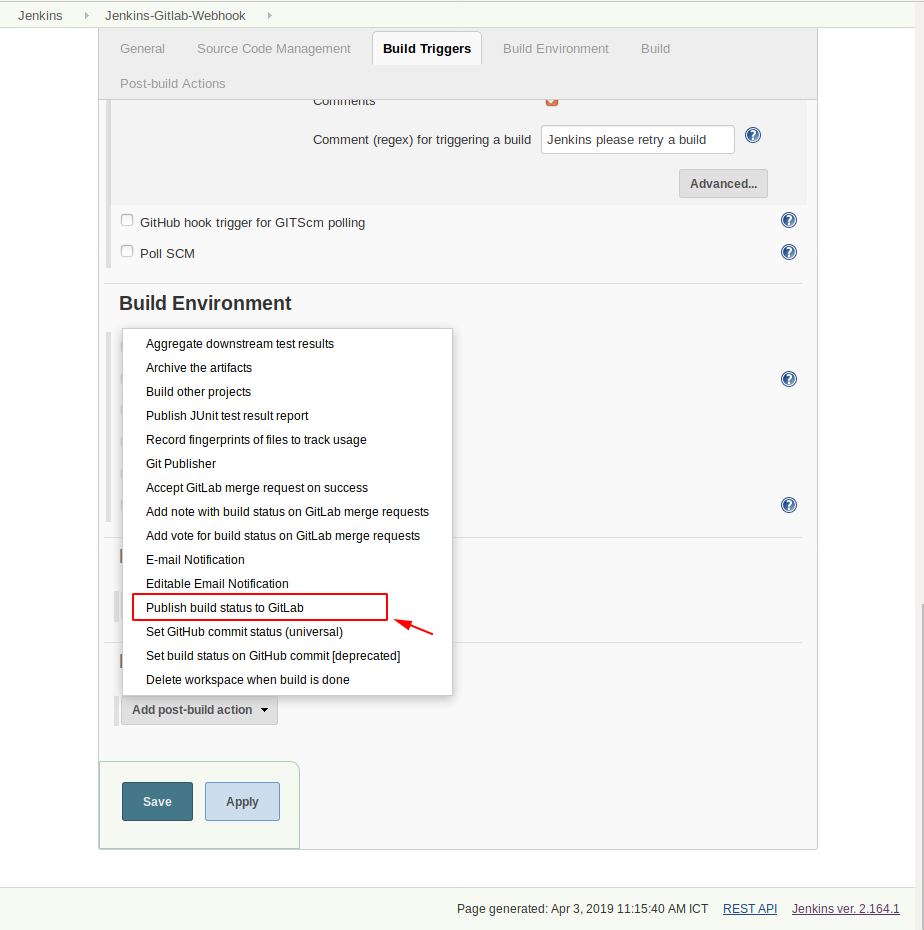 Jenkins Jenkins-Gitlab-Webhook
General Source Code Management Build Triggers Build Environment Build
Post-build Actions
Comments
Comment (regex) for triggering a build Jenkins please retry a build
Advanced...
GitHub hook trigger for GITScm polling
Poll SCM
Build Environment
Aggregate downstream test results
Archive the artifacts
Build other projects
Publish JUnit test result report
Record fingerprints of files to track usage
Git Publisher
Accept GitLab merge request on success
Add note with build status on GitLab merge requests
Add vote for build status on GitLab merge requests
E-mail Notification
Editable Email Notification
Publish build status to GitLab
Set GitHub commit status (universal)
Set build status on GitHub commit [deprecated]
Delete workspace when build is done
Add post-build action
Save Apply
Page generated: Apr 3, 2019 11:15:40 AM ICT REST API Jenkins ver. 2.164.1